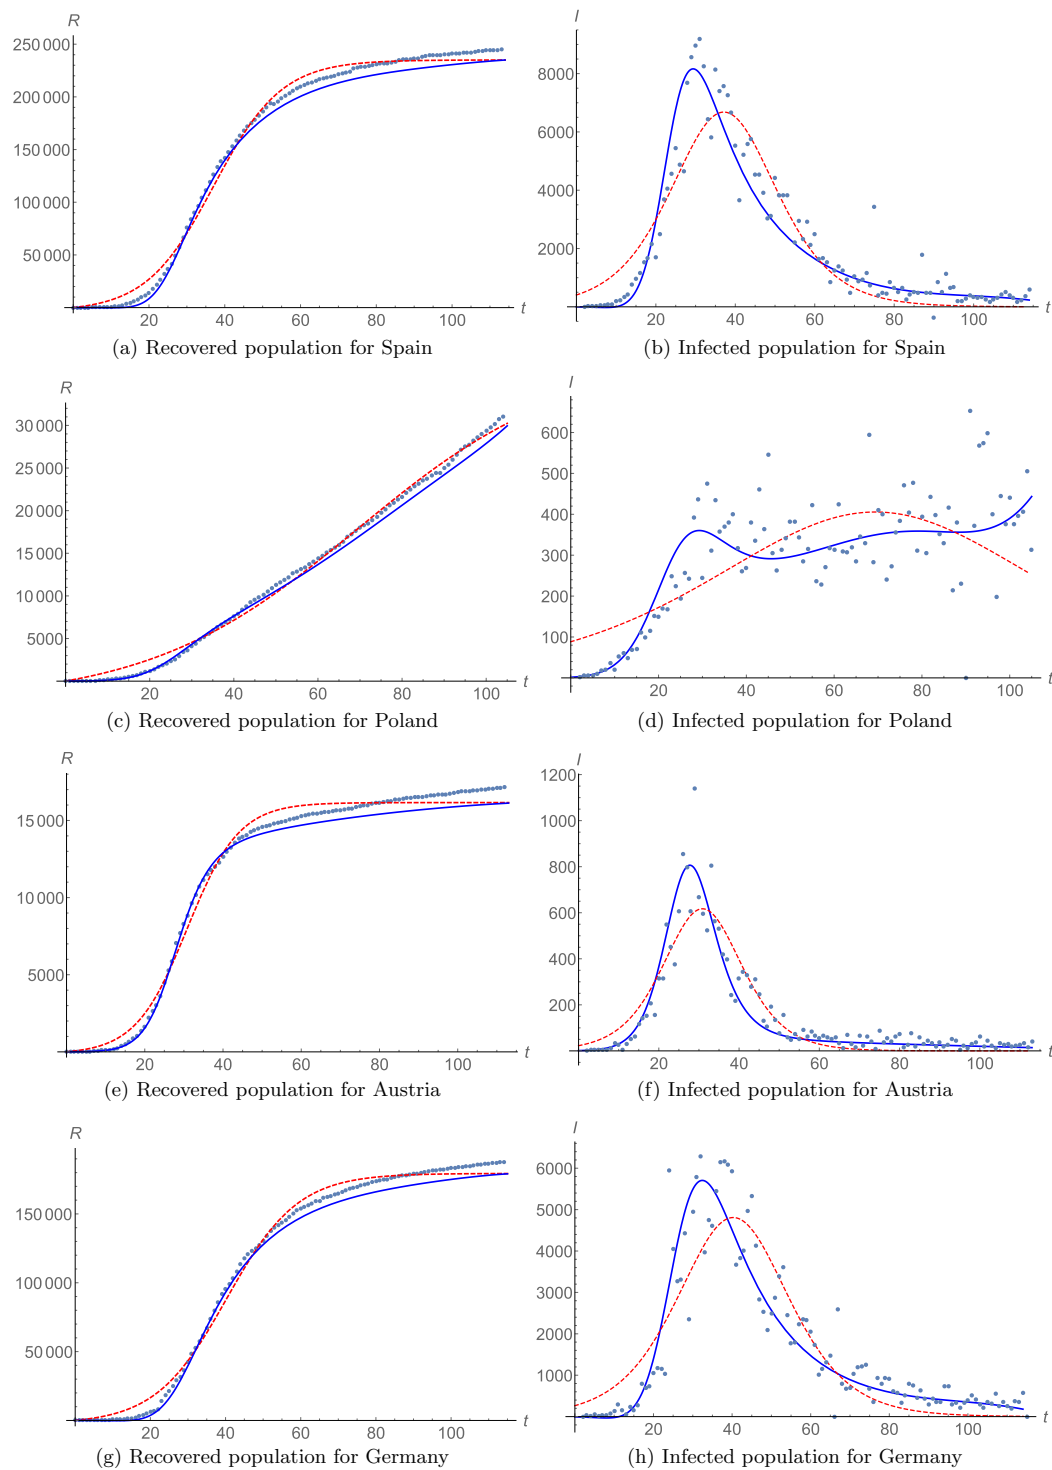 R
250 000
200 000
150 000
100 000
50 000
20 40 60 80 100 t
(a) Recovered population for Spain
I
8000
6000
4000
2000
20 40 60 80 100 t
(b) Infected population for Spain
R
30 000
25 000
20 000
15 000
10 000
5000
20 40 60 80 100 t
(c) Recovered population for Poland
I
600
500
400
300
200
100
20 40 60 80 100 t
(d) Infected population for Poland
R
15 000
10 000
5000
20 40 60 80 100 t
(e) Recovered population for Austria
I
1200
1000
800
600
400
200
20 40 60 80 100 t
(f) Infected population for Austria
R
150 000
100 000
50 000
20 40 60 80 100 t
(g) Recovered population for Germany
I
6000
5000
4000
3000
2000
1000
20 40 60 80 100 t
(h) Infected population for Germany